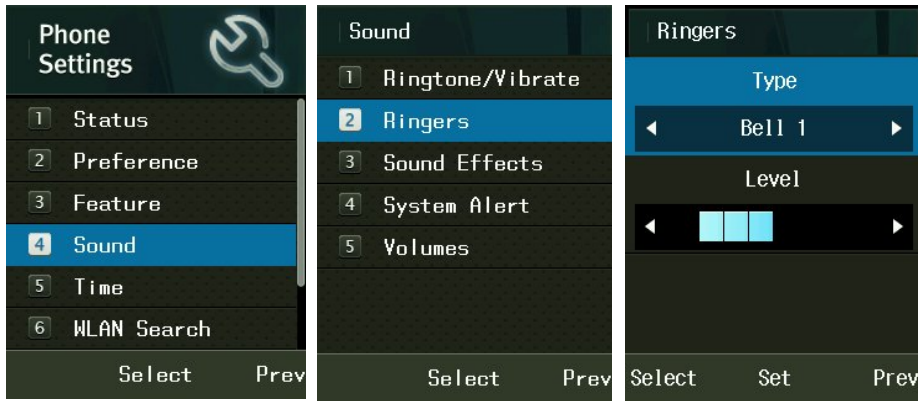 Phone
Settings
1 Status
2 Preference
3 Feature
4 Sound
5 Time
6 WLAN Search
Select Prev
Sound
1 Ringtone/Vibrate
2 Ringers
3 Sound Effects
4 System Alert
5 Volumes
Select Prev
Ringers
Type
Bell 1
Level
Select Set Prev